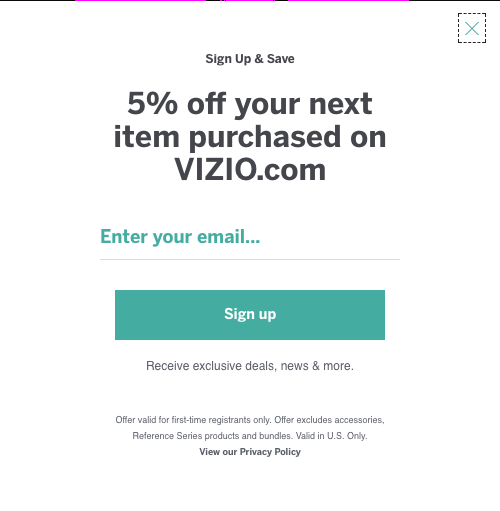 Sign Up & Save
5% off your next
item purchased on
VIZIO.com
Enter your email...
Sign up
Receive exclusive deals, news & more.
Offer valid for first-time registrants only. Offer excludes accessories,
Reference Series products and bundles. Valid in U.S. Only.
View our Privacy Policy